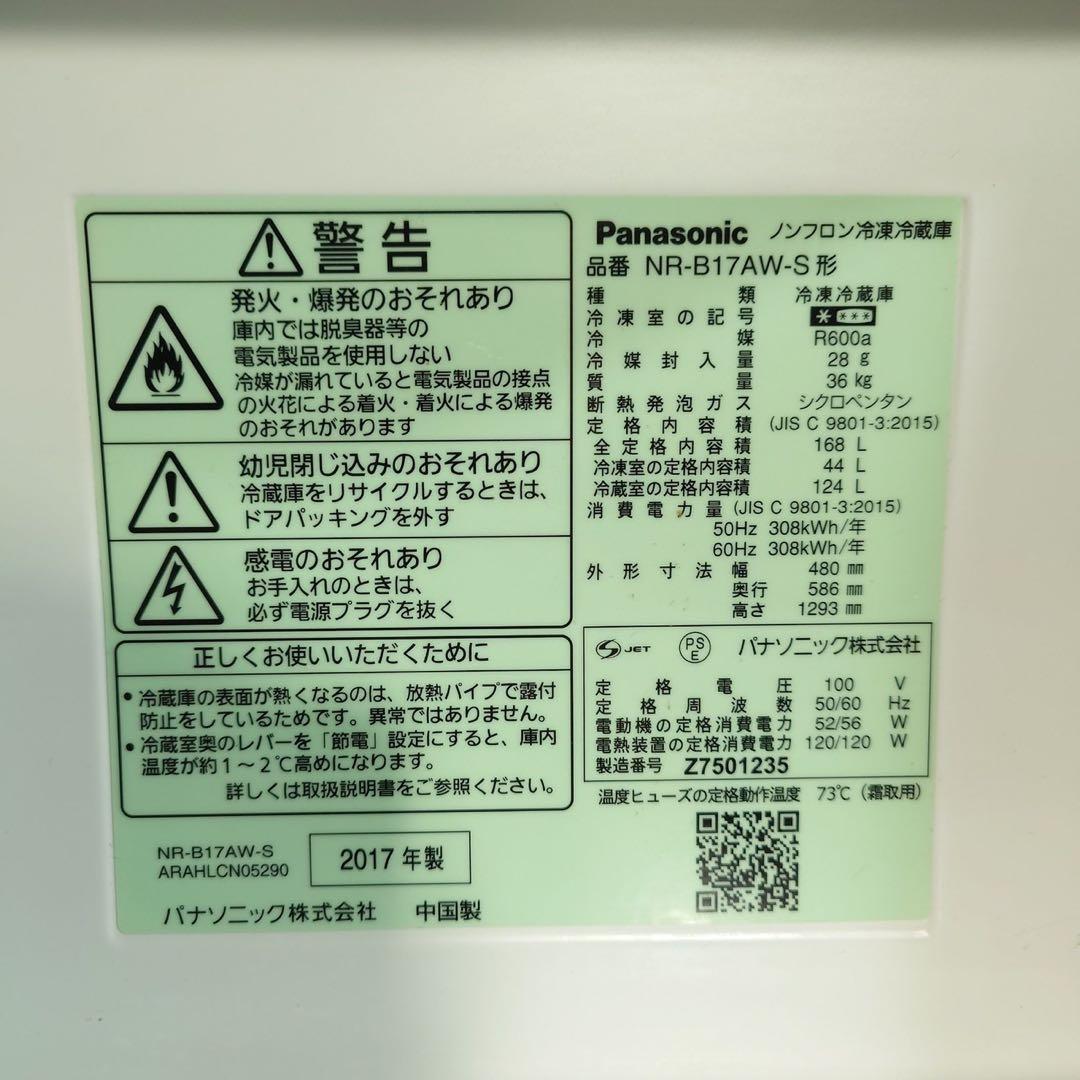 警告
発火・爆発のおそれあり
庫内では脱臭器等の
電気製品を使用しない
冷媒が漏れていると電気製品の接点
の火花による着火・着火による爆発
のおそれがあります
幼児閉じ込みのおそれあり
冷蔵庫をリサイクルするときは、
ドアパッキングを外す
感電のおそれあり
お手入れのときは、
必ず電源プラグを抜く
正しくお使いいただくために
・冷蔵庫の表面が熱くなるのは、放熱パイプで露付
防止をしているためです。異常ではありません。
・冷蔵室奥のレバーを「節電」設定にすると、庫内
温度が約1～2℃高めになります。
詳しくは取扱説明書をご参照ください。
NR-B17AW-S
ARAHLCN05290
2017年製
パナソニック株式会社 中国製
Panasonic ノンフロン冷凍冷蔵庫
品番 NR-B17AW-S形
種類 冷凍冷蔵庫
冷凍室の記号 ****
冷媒 R600a
冷媒封入量 28 g
質量 36 kg
断熱発泡ガス シクロペンタン
定格内容積 (JIS C 9801-3:2015)
全定格内容積 168 L
冷凍室の定格内容積 44 L
冷蔵室の定格内容積 124 L
消費電力量 (JIS C 9801-3:2015)
50Hz 308kWh/年
60Hz 308kWh/年
外形寸法 幅 480 mm
奥行 586 mm
高さ 1293 mm
S JET PS E パナソニック株式会社
定格電圧 100 V
定格周波数 50/60 Hz
電動機の定格消費電力 52/56 W
電熱装置の定格消費電力 120/120 W
製造番号 Z7501235
温度ヒューズの定格動作温度 73℃(霜取用)